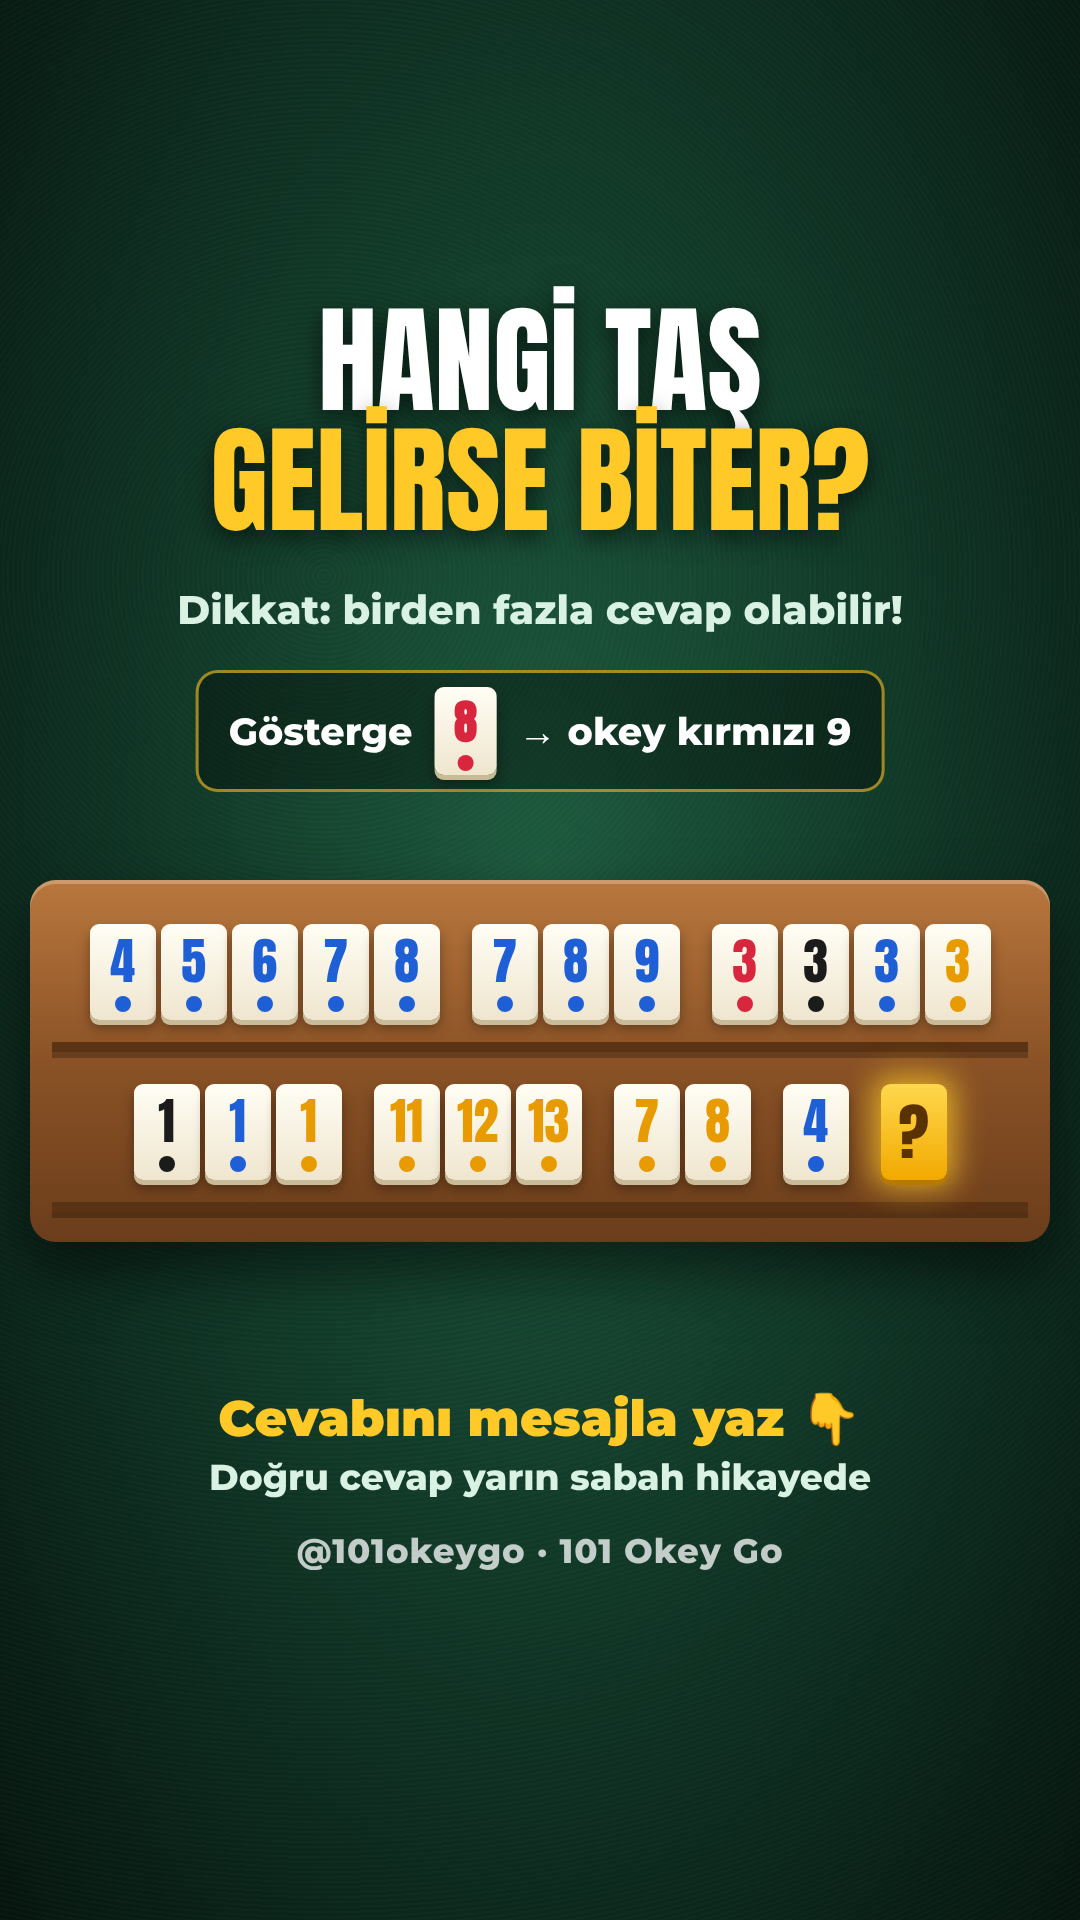 HANGİ TAŞ
GELİRSE BİTER?
Dikkat: birden fazla cevap olabilir!
Gösterge 8 → okey kırmızı 9
4 5 6 7 8 7 8 9 3 3 3 3
1 1 1 11 12 13 7 8 4 ?
Cevabını mesajla yaz 👇
Doğru cevap yarın sabah hikayede
@101okeygo · 101 Okey Go